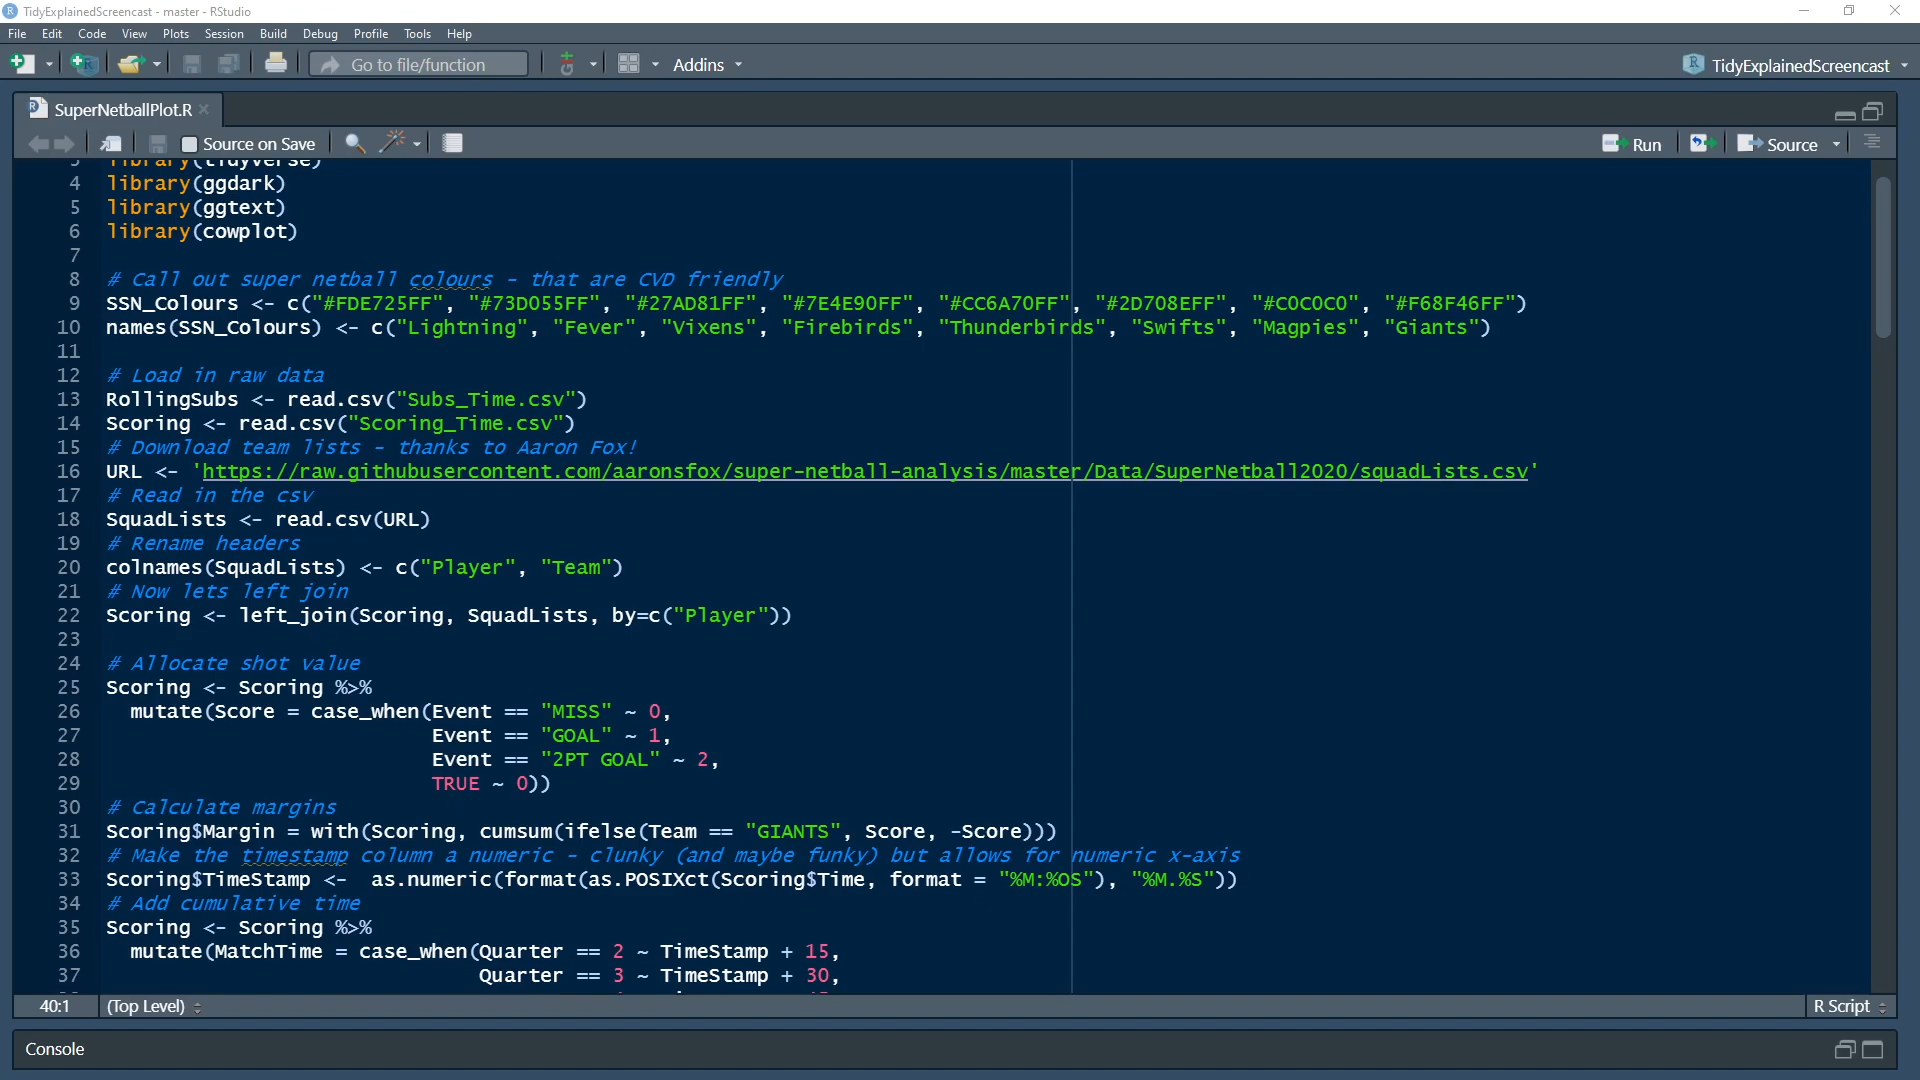 TidyExplainedScreencast - master - RStudio
File Edit Code View Plots Session Build Debug Profile Tools Help
Go to file/function Addins TidyExplainedScreencast
SuperNetballPlot.R
Source on Save Run Source
3 library(tidyverse)
4 library(ggdark)
5 library(ggtext)
6 library(cowplot)
7
8 # Call out super netball colours - that are CVD friendly
9 SSN_Colours <- c("#FDE725FF", "#73D055FF", "#27AD81FF", "#7E4E90FF", "#CC6A70FF", "#2D708EFF", "#C0C0C0", "#F68F46FF")
10 names(SSN_Colours) <- c("Lightning", "Fever", "Vixens", "Firebirds", "Thunderbirds", "Swifts", "Magpies", "Giants")
11
12 # Load in raw data
13 RollingSubs <- read.csv("Subs_Time.csv")
14 Scoring <- read.csv("Scoring_Time.csv")
15 # Download team lists - thanks to Aaron Fox!
16 URL <- 'https://raw.githubusercontent.com/aaronsfox/super-netball-analysis/master/Data/SuperNetball2020/squadLists.csv'
17 # Read in the csv
18 SquadLists <- read.csv(URL)
19 # Rename headers
20 colnames(SquadLists) <- c("Player", "Team")
21 # Now lets left join
22 Scoring <- left_join(Scoring, SquadLists, by=c("Player"))
23
24 # Allocate shot value
25 Scoring <- Scoring %>%
26 mutate(Score = case_when(Event == "MISS" ~ 0,
27 Event == "GOAL" ~ 1,
28 Event == "2PT GOAL" ~ 2,
29 TRUE ~ 0))
30 # Calculate margins
31 Scoring$Margin = with(Scoring, cumsum(ifelse(Team == "GIANTS", Score, -Score)))
32 # Make the timestamp column a numeric - clunky (and maybe funky) but allows for numeric x-axis
33 Scoring$TimeStamp <-  as.numeric(format(as.POSIXct(Scoring$Time, format = "%M:%OS"), "%M.%S"))
34 # Add cumulative time
35 Scoring <- Scoring %>%
36 mutate(MatchTime = case_when(Quarter == 2 ~ TimeStamp + 15,
37 Quarter == 3 ~ TimeStamp + 30,
40:1 (Top Level) R Script
Console